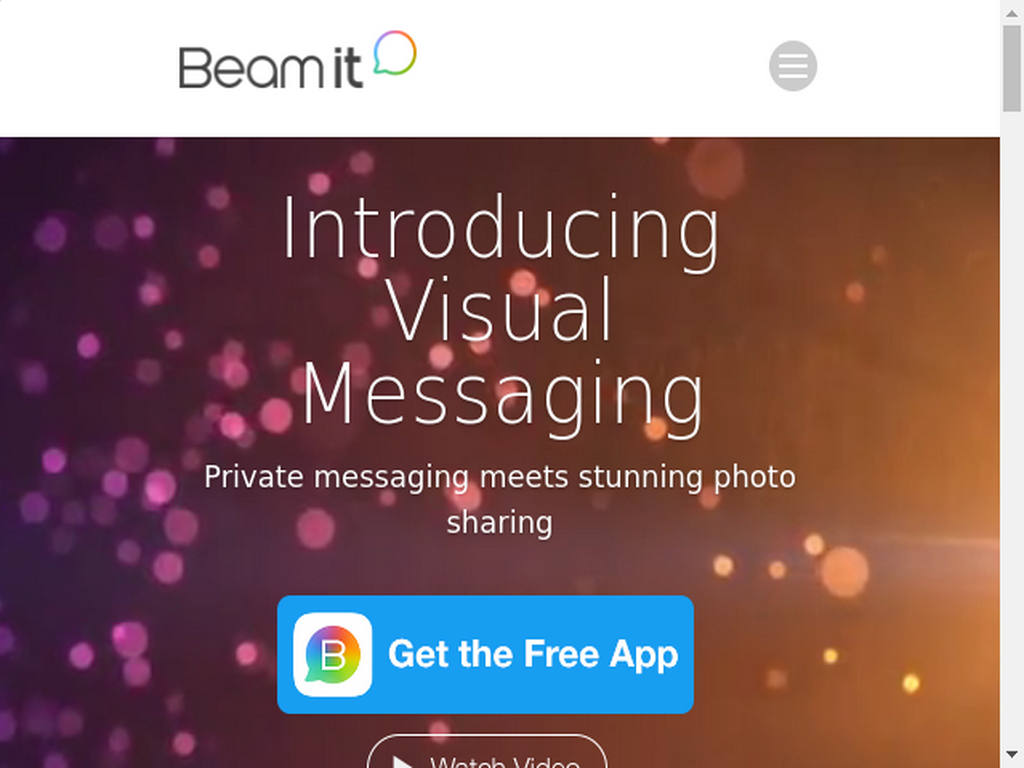 Beam it
Introducing
Visual
Messaging
Private messaging meets stunning photo
sharing
B Get the Free App
Watch Video